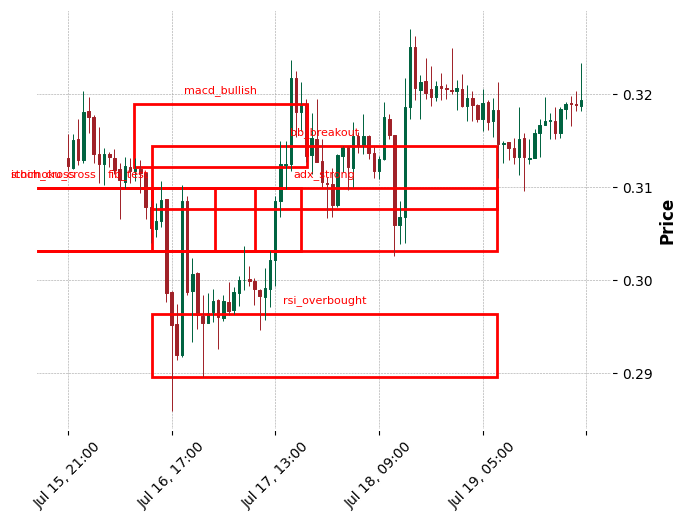 macd_bullish
bb_breakout
adx_strong
rsi_overbought
0.32
0.31
0.30
0.29
Price
Jul 15, 21:00
Jul 16, 17:00
Jul 17, 13:00
Jul 18, 09:00
Jul 19, 05:00